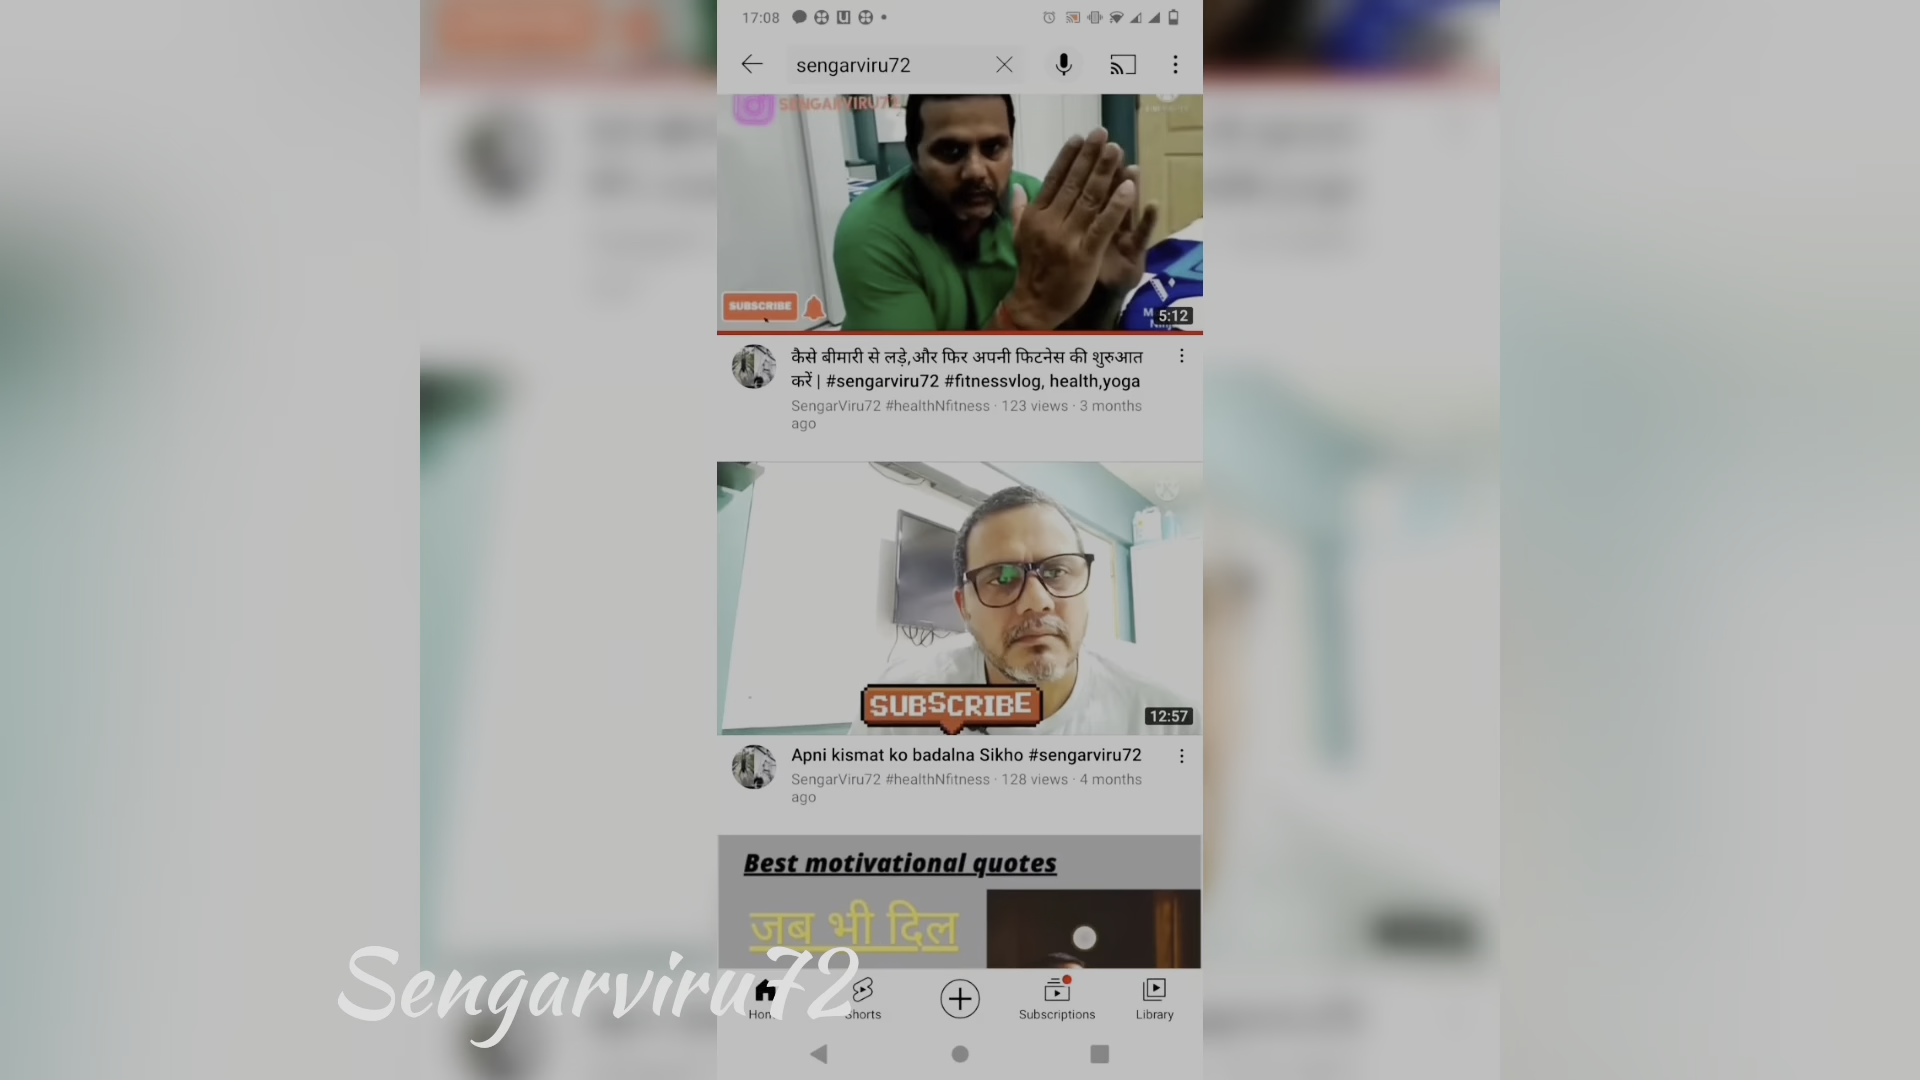 17:08
sengarviru72
SENGARVIRU72
SUBSCRIBE
5:12
कैसे बीमारी से लड़े,और फिर अपनी फिटनेस की शुरुआत
करें | #sengarviru72 #fitnessvlog, health,yoga
SengarViru72 #healthNfitness · 123 views · 3 months
ago
SUBSCRIBE
12:57
Apni kismat ko badalna Sikho #sengarviru72
SengarViru72 #healthNfitness · 128 views · 4 months
ago
Best motivational quotes
जब भी दिल
Sengarviru72
Home
Shorts
Subscriptions
Library